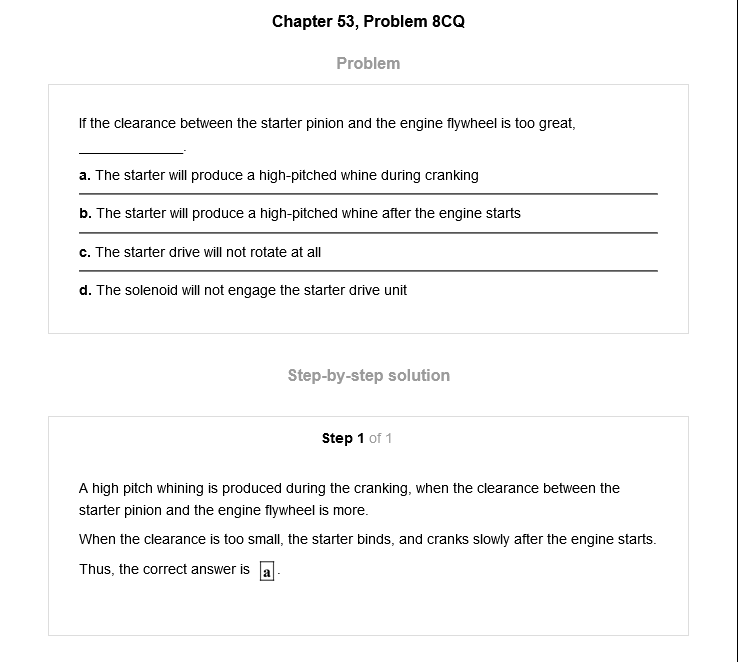 Chapter 53, Problem 8CQ
Problem
If the clearance between the starter pinion and the engine flywheel is too great,
______________.
a. The starter will produce a high-pitched whine during cranking
b. The starter will produce a high-pitched whine after the engine starts
c. The starter drive will not rotate at all
d. The solenoid will not engage the starter drive unit
Step-by-step solution
Step 1 of 1
A high pitch whining is produced during the cranking, when the clearance between the
starter pinion and the engine flywheel is more.
When the clearance is too small, the starter binds, and cranks slowly after the engine starts.
Thus, the correct answer is a.